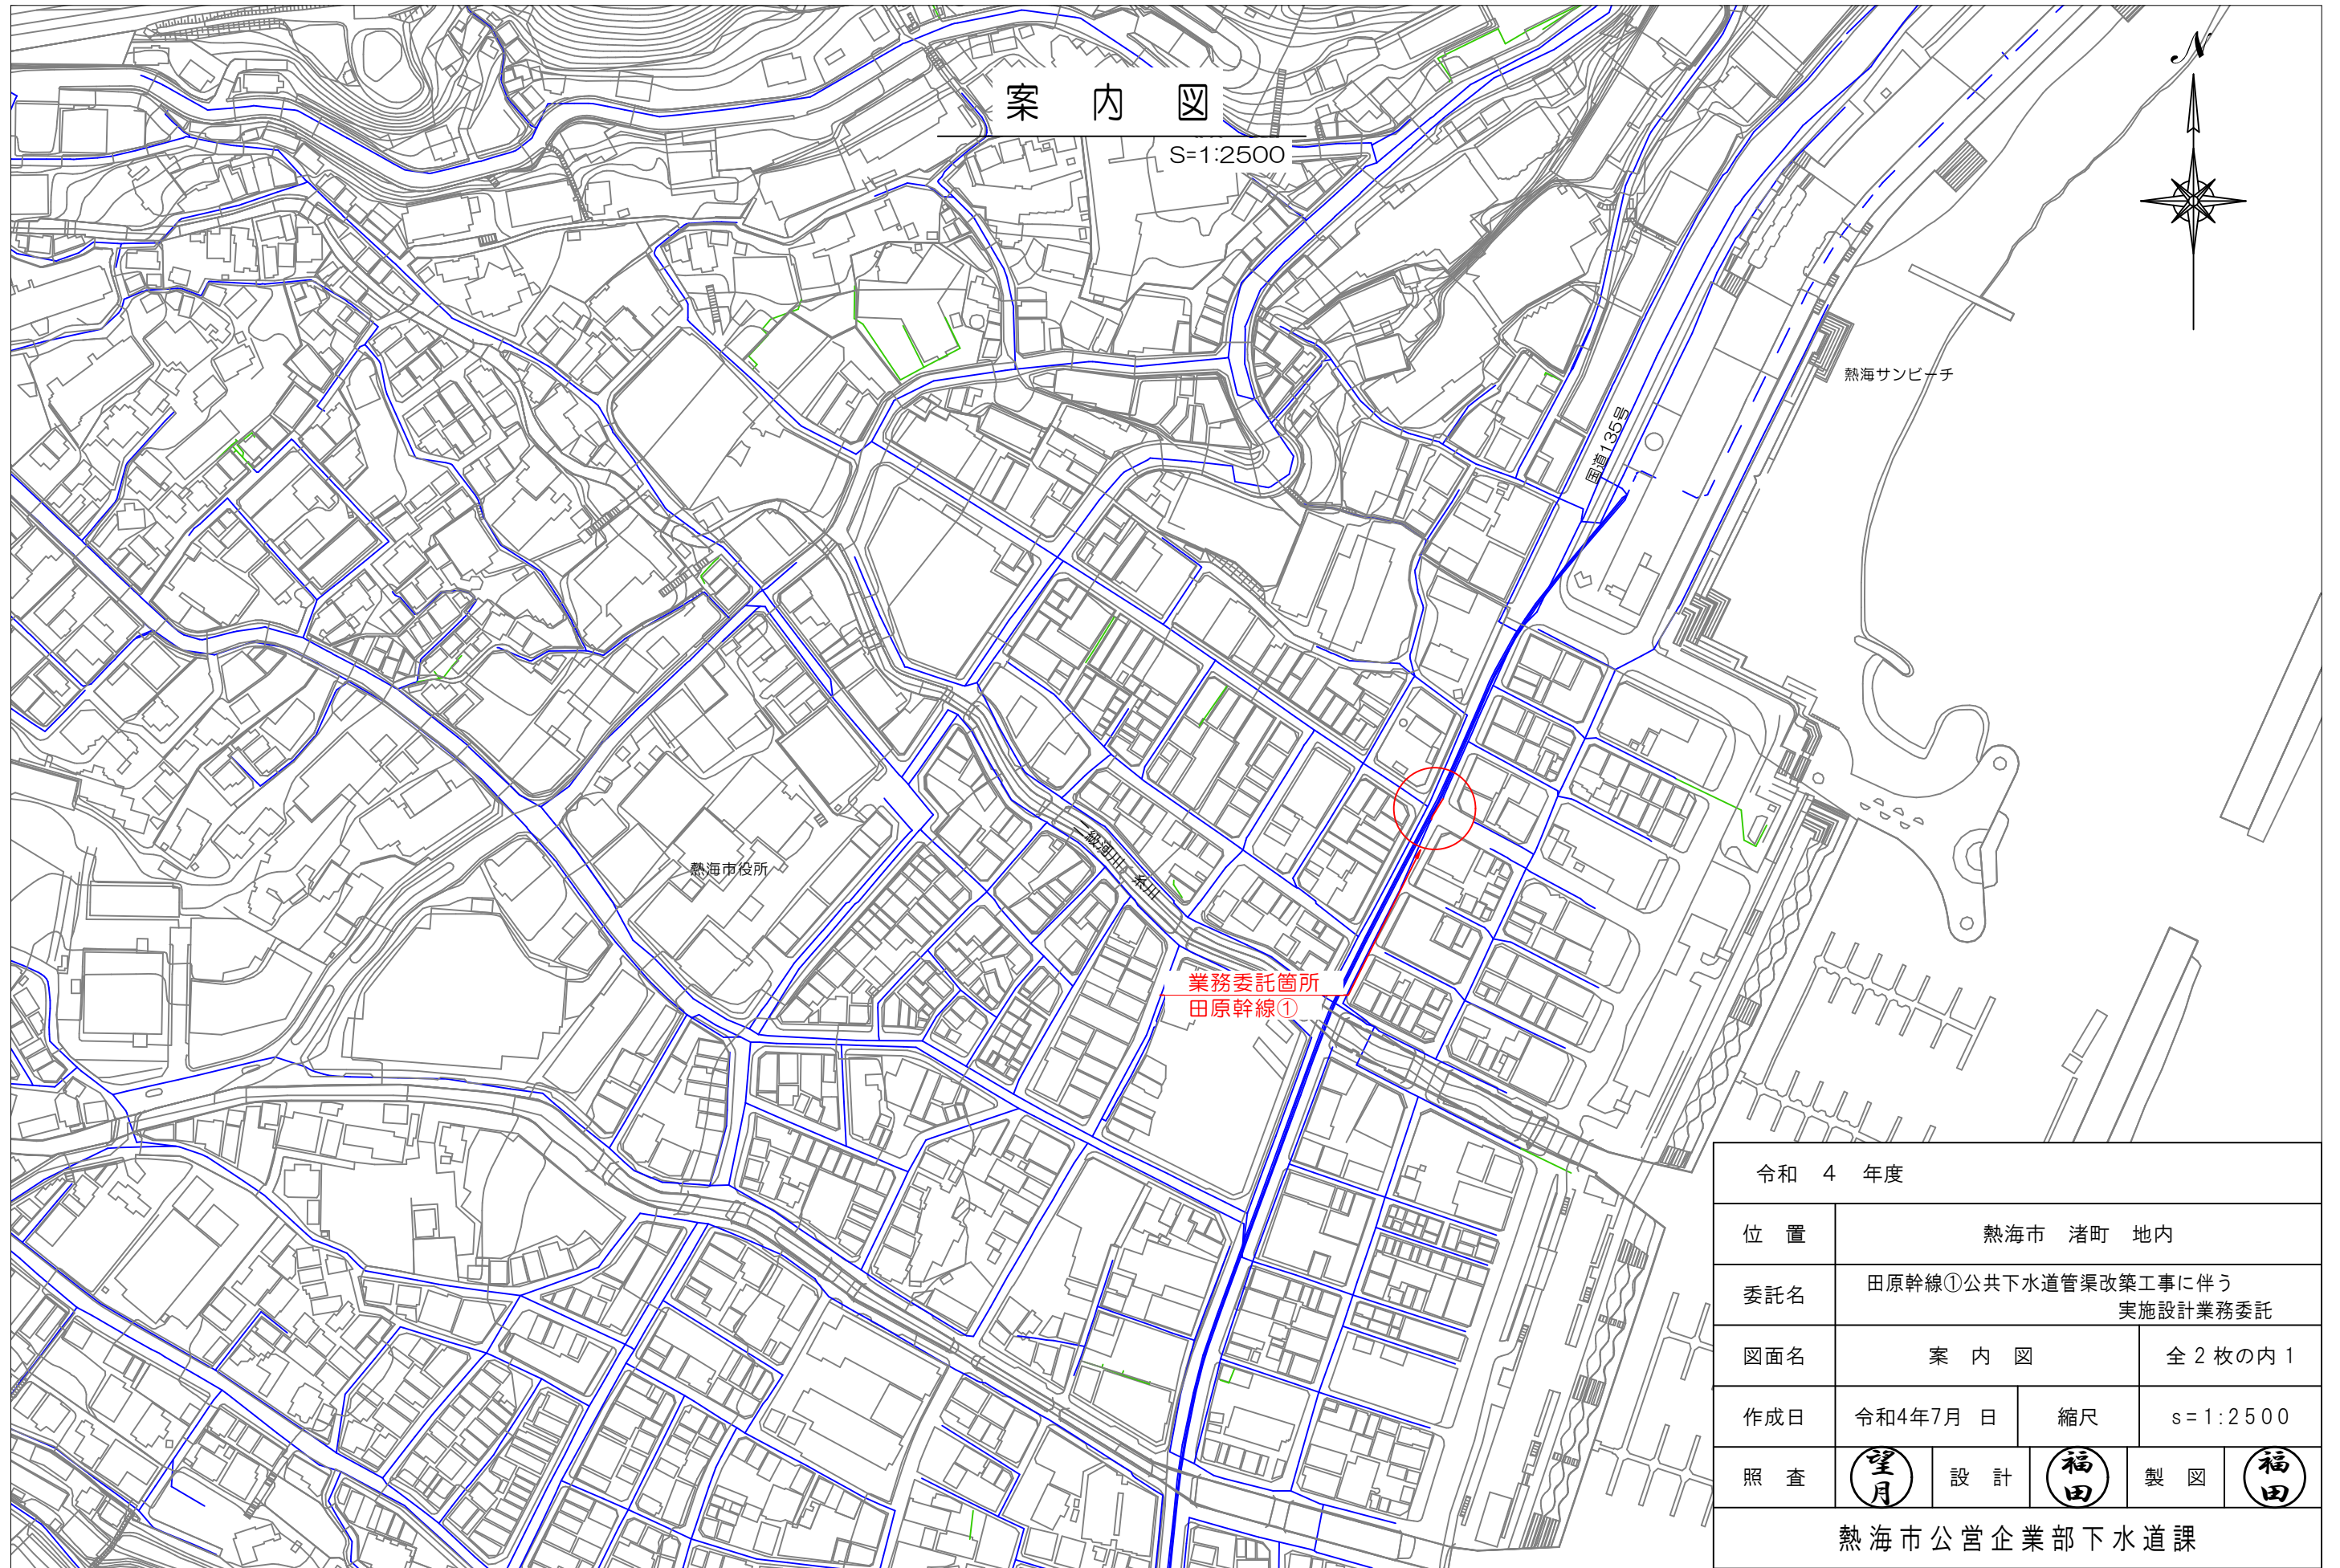 案 内 図
S=1:2500
N
熱海サンビーチ
国道135号
熱海市役所
二級河川 糸川
業務委託箇所
田原幹線①
令和 4 年度
位 置 熱海市 渚町 地内
委託名 田原幹線①公共下水道管渠改築工事に伴う
実施設計業務委託
図面名 案 内 図 全 2 枚の内 1
作成日 令和4年7月 日 縮尺 s=1:2500
照 査 望月 設 計 福田 製 図 福田
熱海市公営企業部下水道課